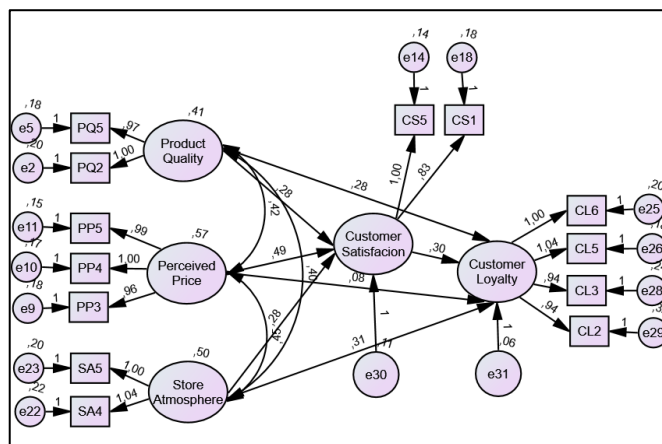 ,14
,18
e14
e18
1
1
,18
e5
1
PQ5
,97
,41
CS5
CS1
,20
e2
1
PQ2
1,00
Product
Quality
1,00
,83
,28
,28
,42
,15
e11
1
PP5
,99
,57
,17
e10
1
PP4
1,00
Perceived
Price
,49
,40
Customer
Satisfacion
,30
,08
Customer
Loyalty
,18
e9
1
PP3
,96
1,00
CL6
1
,20
e25
1,04
CL5
1
e26
,94
CL3
1
e28
,94
CL2
1
e29
,20
e23
1
SA5
1,00
,50
,28
,45
,31
,11
1
1
,06
,22
e22
1
SA4
1,04
Store
Atmosphere
e30
e31